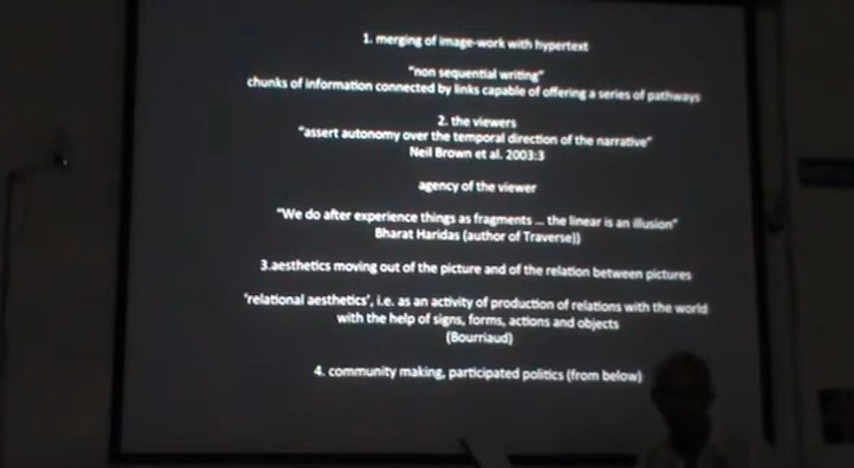 1. merging of image-work with hypertext
"non sequential writing"
chunks of information connected by links capable of offering a series of pathways
2. the viewers
"assert autonomy over the temporal direction of the narrative"
Neil Brown et al. 2003:3
agency of the viewer
"We do after experience things as fragments ... the linear is an illusion"
Bharat Haridas (author of Traverse))
3.aesthetics moving out of the picture and of the relation between pictures
'relational aesthetics', i.e. as an activity of production of relations with the world
with the help of signs, forms, actions and objects
(Bourriaud)
4. community making, participated politics (from below)